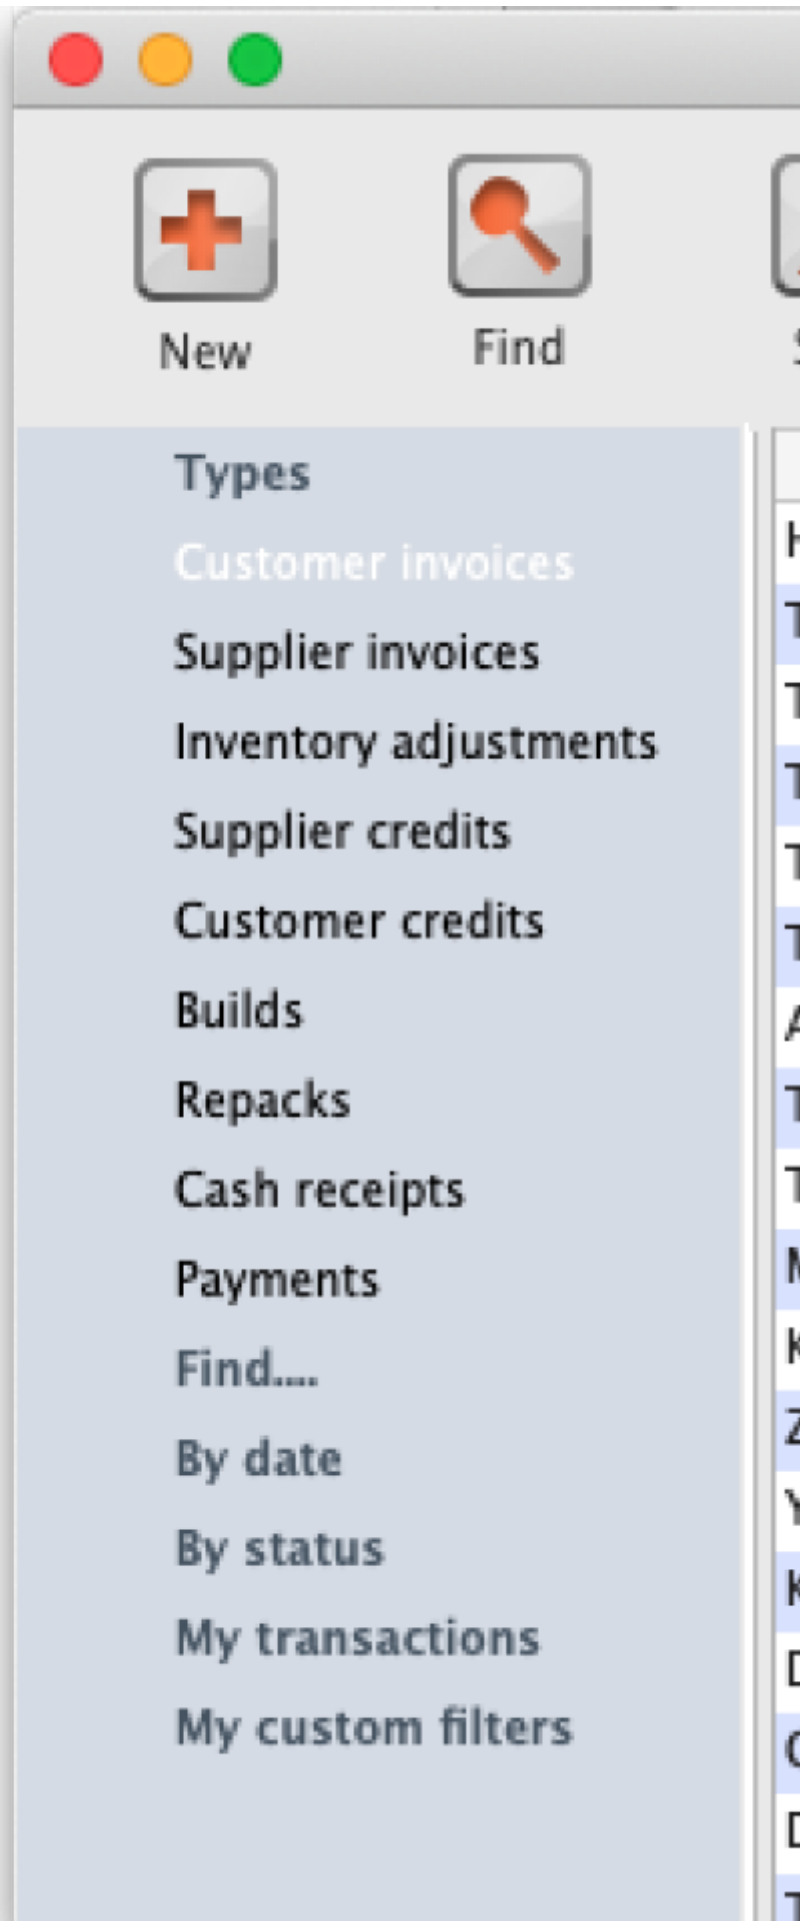 New
Find
Types
Customer invoices
Supplier invoices
Inventory adjustments
Supplier credits
Customer credits
Builds
Repacks
Cash receipts
Payments
Find....
By date
By status
My transactions
My custom filters